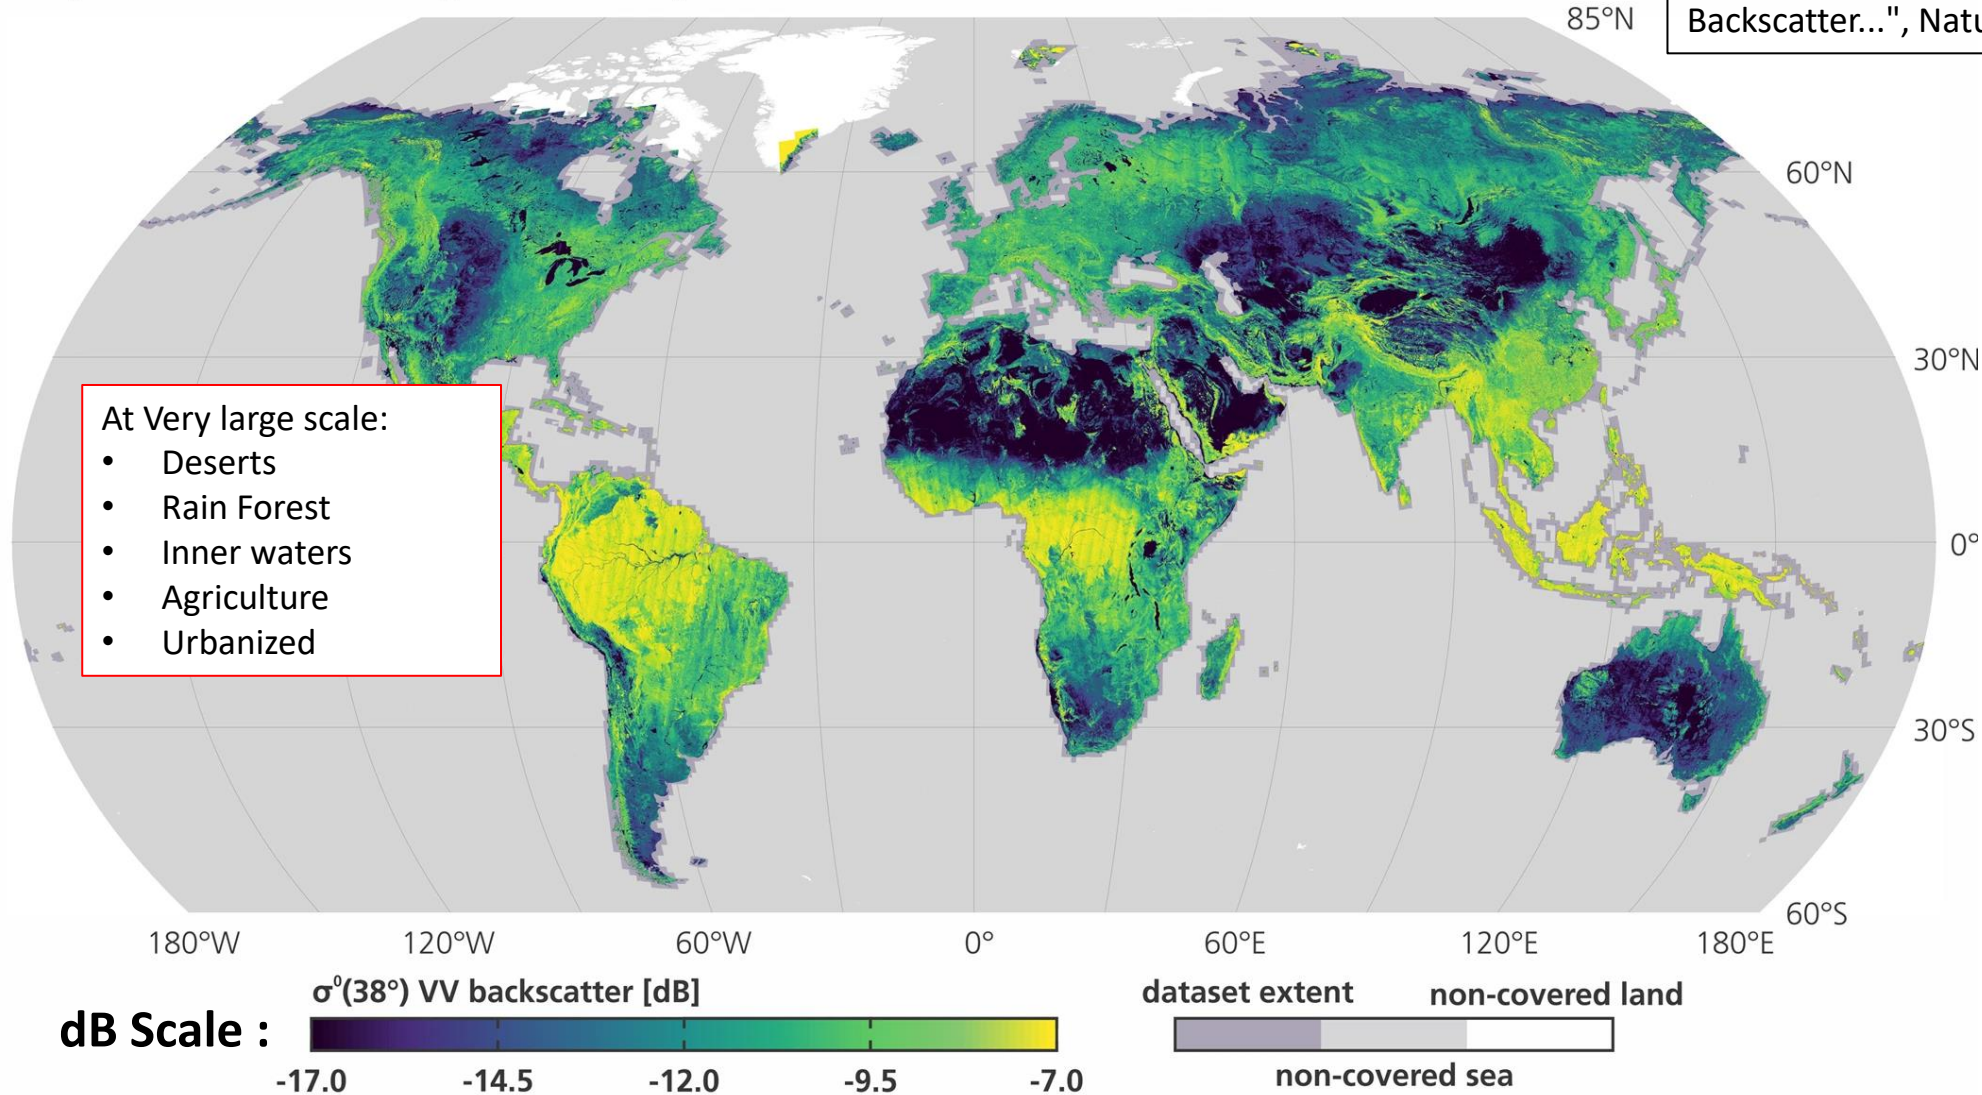 85°N
Backscatter...", Natu
60°N
30°N
At Very large scale:
• Deserts
• Rain Forest
• Inner waters
• Agriculture
• Urbanized
0°
30°S
60°S
180°W 120°W 60°W 0° 60°E 120°E 180°E
σ⁰(38°) VV backscatter [dB]
dataset extent non-covered land
dB Scale :
-17.0 -14.5 -12.0 -9.5 -7.0
non-covered sea